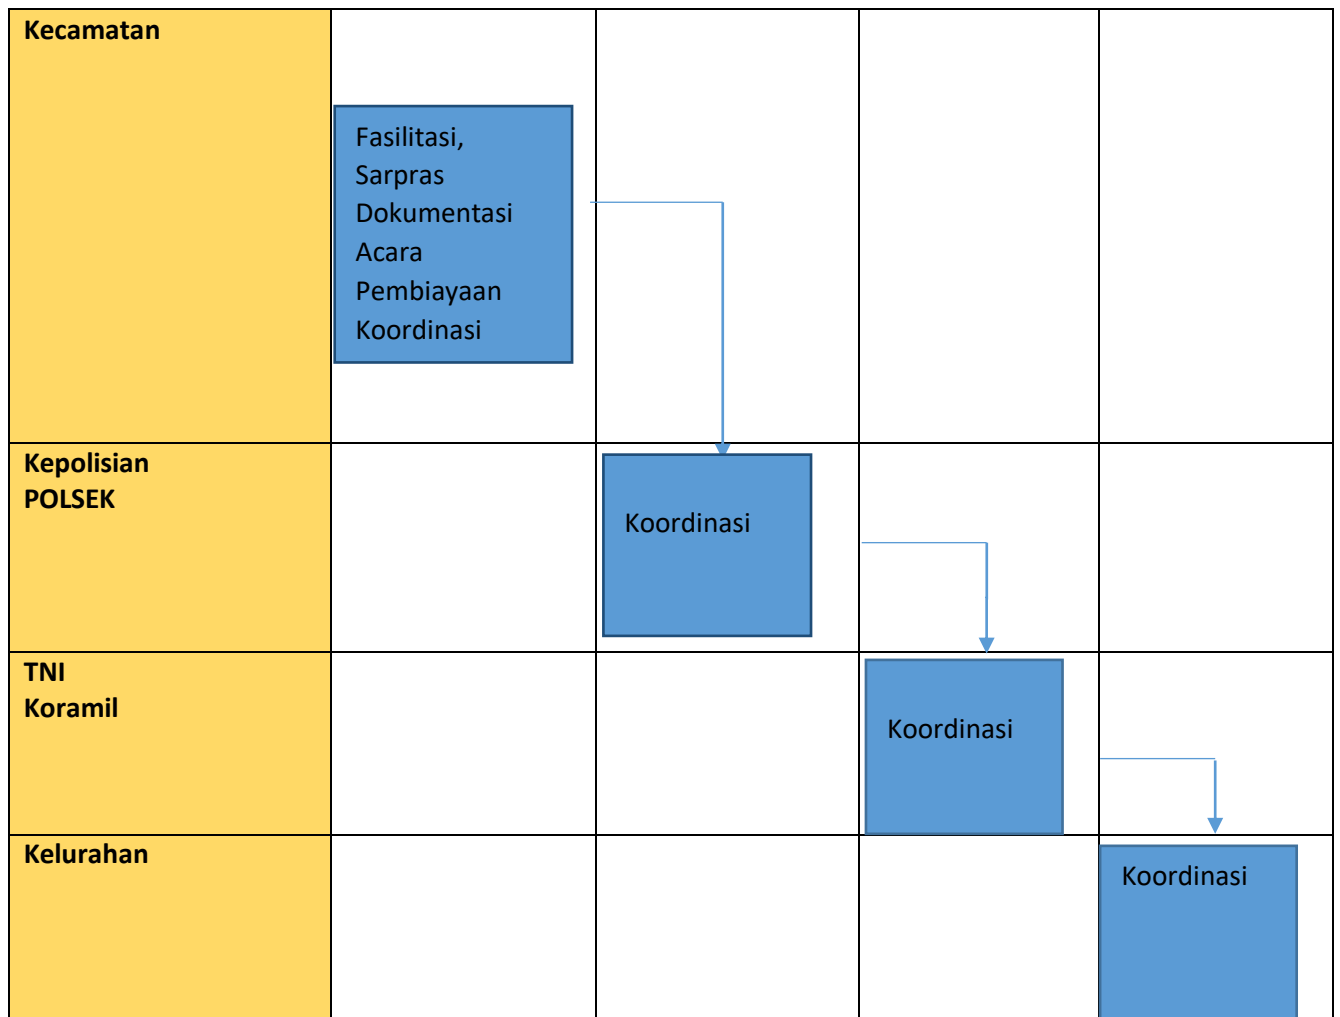 Kecamatan
Fasilitasi,
Sarpras
Dokumentasi
Acara
Pembiayaan
Koordinasi
Kepolisian
POLSEK
Koordinasi
TNI
Koramil
Koordinasi
Kelurahan
Koordinasi